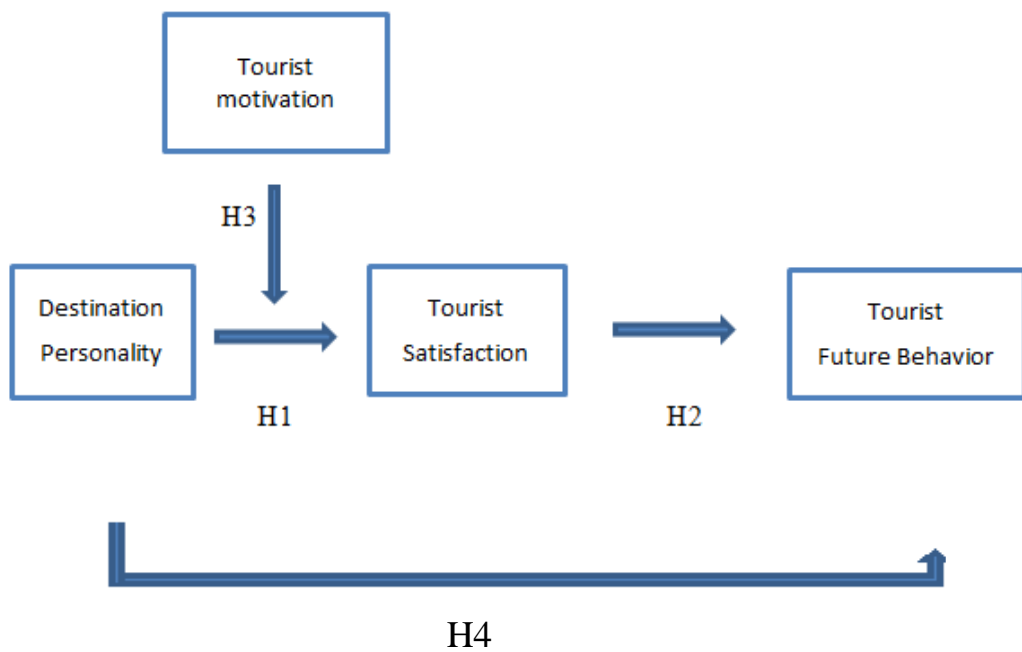 Tourist
motivation
H3
Destination
Personality
Tourist
Satisfaction
Tourist
Future Behavior
H1
H2
H4